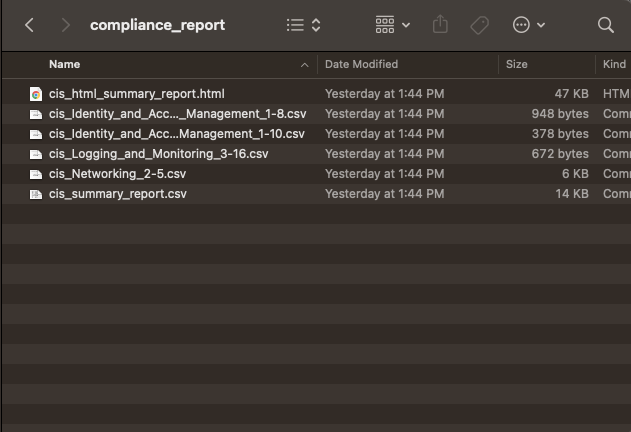 compliance_report
Name Date Modified Size Kind
cis_html_summary_report.html Yesterday at 1:44 PM 47 KB HTM
cis_Identity_and_Acc..._Management_1-8.csv Yesterday at 1:44 PM 948 bytes Comm
cis_Identity_and_Acc...Management_1-10.csv Yesterday at 1:44 PM 378 bytes Comm
cis_Logging_and_Monitoring_3-16.csv Yesterday at 1:44 PM 672 bytes Comm
cis_Networking_2-5.csv Yesterday at 1:44 PM 6 KB Comm
cis_summary_report.csv Yesterday at 1:44 PM 14 KB Comm